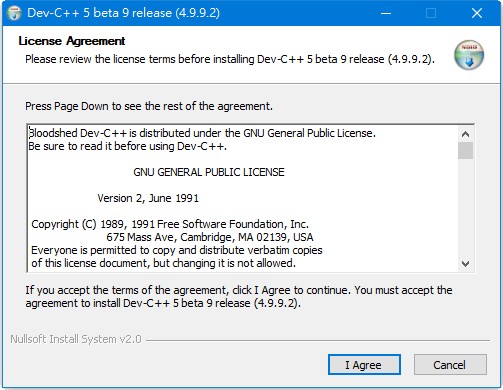 Dev-C++ 5 beta 9 release (4.9.9.2)
License Agreement
Please review the license terms before installing Dev-C++ 5 beta 9 release (4.9.9.2).
Press Page Down to see the rest of the agreement.
Bloodshed Dev-C++ is distributed under the GNU General Public License.
Be sure to read it before using Dev-C++.
GNU GENERAL PUBLIC LICENSE
Version 2, June 1991
Copyright (C) 1989, 1991 Free Software Foundation, Inc.
675 Mass Ave, Cambridge, MA 02139, USA
Everyone is permitted to copy and distribute verbatim copies
of this license document, but changing it is not allowed.
If you accept the terms of the agreement, click I Agree to continue. You must accept the
agreement to install Dev-C++ 5 beta 9 release (4.9.9.2).
Nullsoft Install System v2.0
I Agree
Cancel